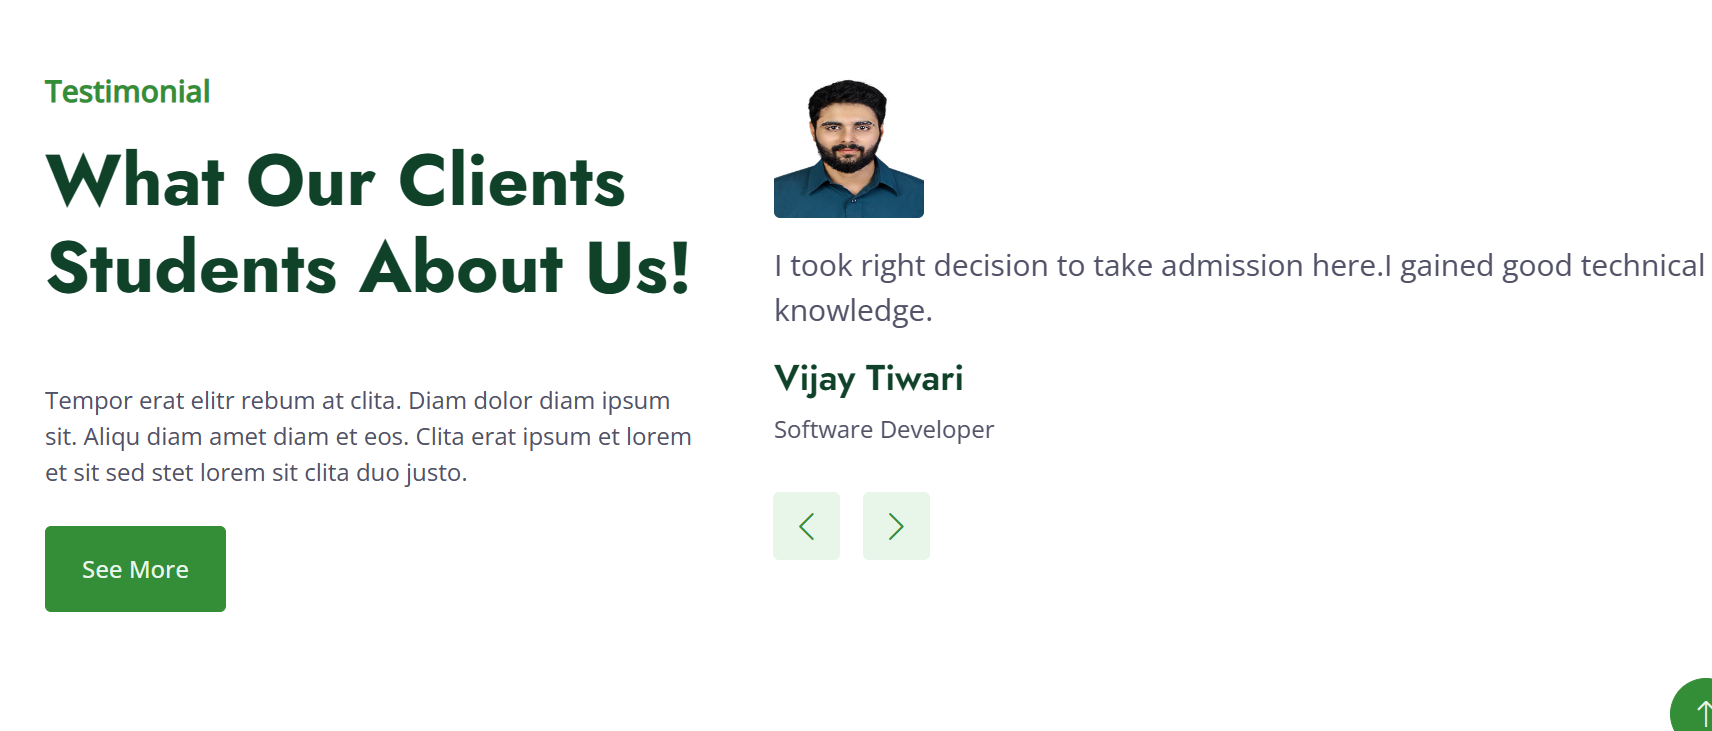 Testimonial
What Our Clients
Students About Us!
Tempor erat elitr rebum at clita. Diam dolor diam ipsum
sit. Aliqu diam amet diam et eos. Clita erat ipsum et lorem
et sit sed stet lorem sit clita duo justo.
See More
I took right decision to take admission here.I gained good technical
knowledge.
Vijay Tiwari
Software Developer